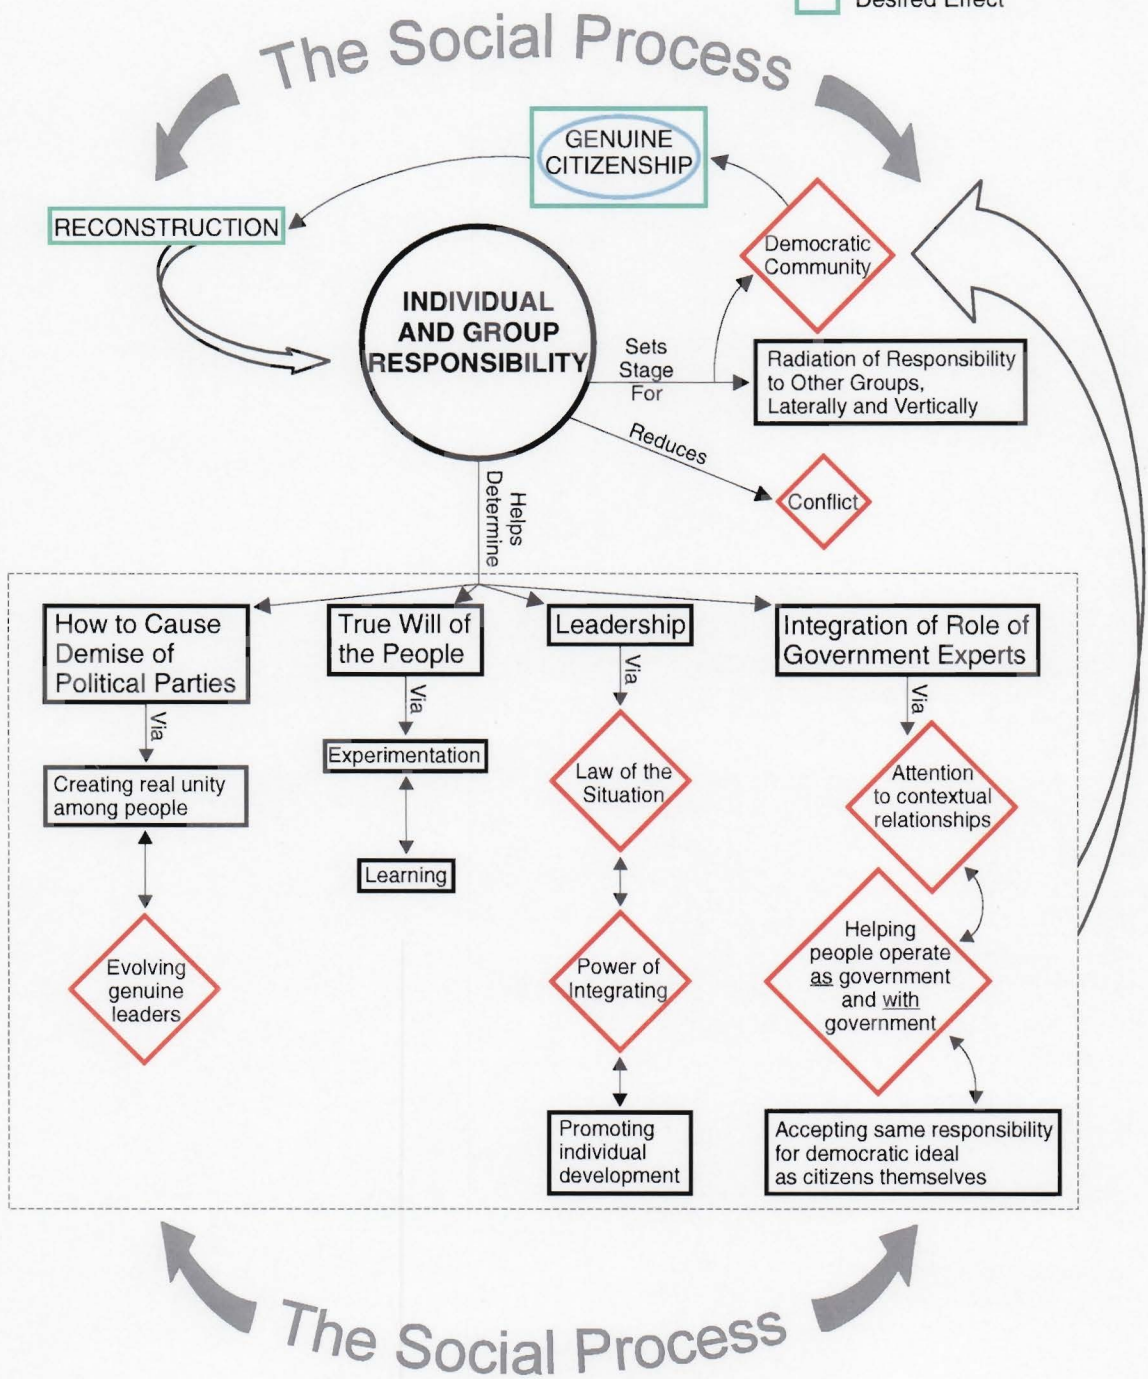 Desired Effect
The Social Process
GENUINE
CITIZENSHIP
RECONSTRUCTION
Democratic
Community
INDIVIDUAL
AND GROUP
RESPONSIBILITY
Sets
Stage
For
Radiation of Responsibility
to Other Groups,
Laterally and Vertically
Reduces
Conflict
Helps
Determine
How to Cause
Demise of
Political Parties
True Will of
the People
Leadership
Integration of Role of
Government Experts
Via
Via
Via
Via
Creating real unity
among people
Experimentation
Law of the
Situation
Attention
to contextual
relationships
Learning
Evolving
genuine
leaders
Power of
Integrating
Helping
people operate
as government
and with
government
Promoting
individual
development
Accepting same responsibility
for democratic ideal
as citizens themselves
The Social Process